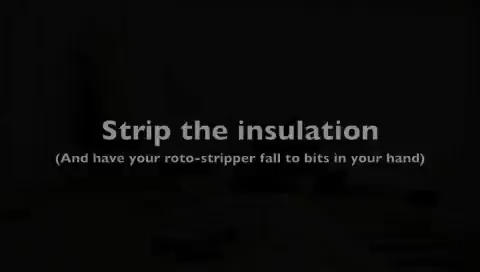 Strip the insulation
(And have your roto-stripper fall to bits in your hand)